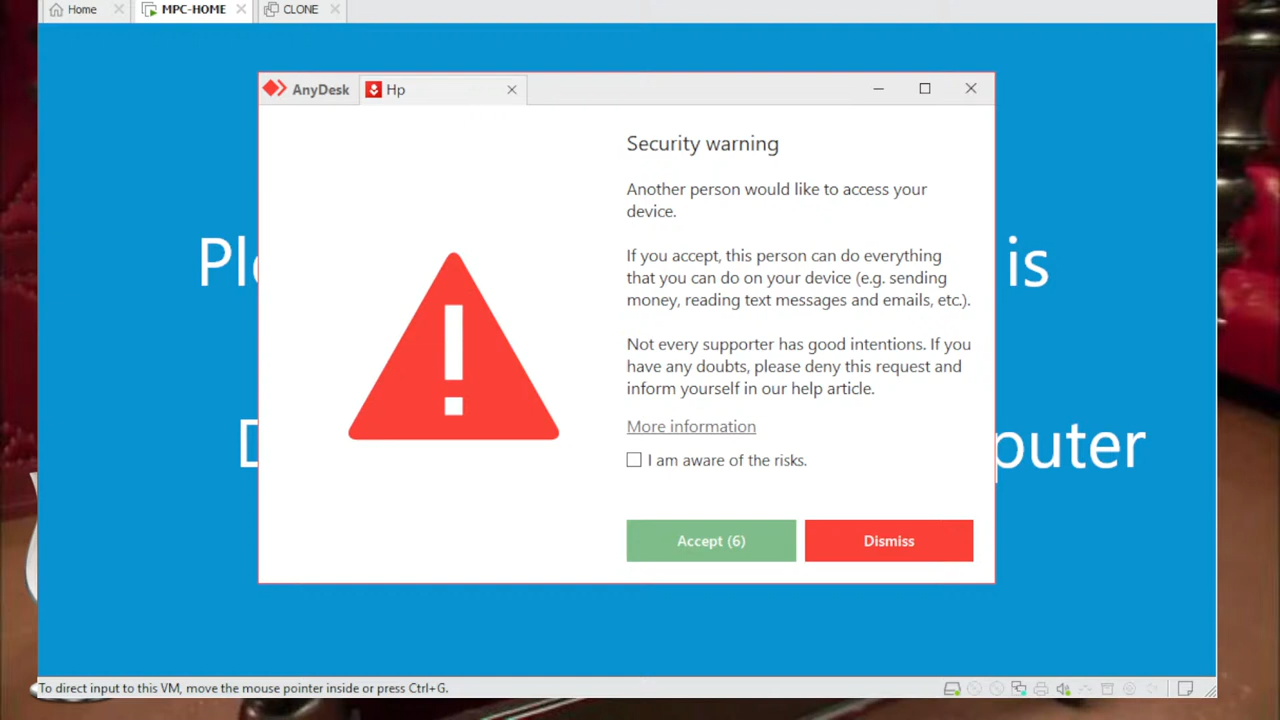 Home
MPC-HOME
CLONE
AnyDesk
Hp
Security warning
Another person would like to access your
device.
If you accept, this person can do everything
that you can do on your device (e.g. sending
money, reading text messages and emails, etc.).
Not every supporter has good intentions. If you
have any doubts, please deny this request and
inform yourself in our help article.
More information
I am aware of the risks.
Accept (6)
Dismiss
is
To direct input to this VM, move the mouse pointer inside or press Ctrl+G.